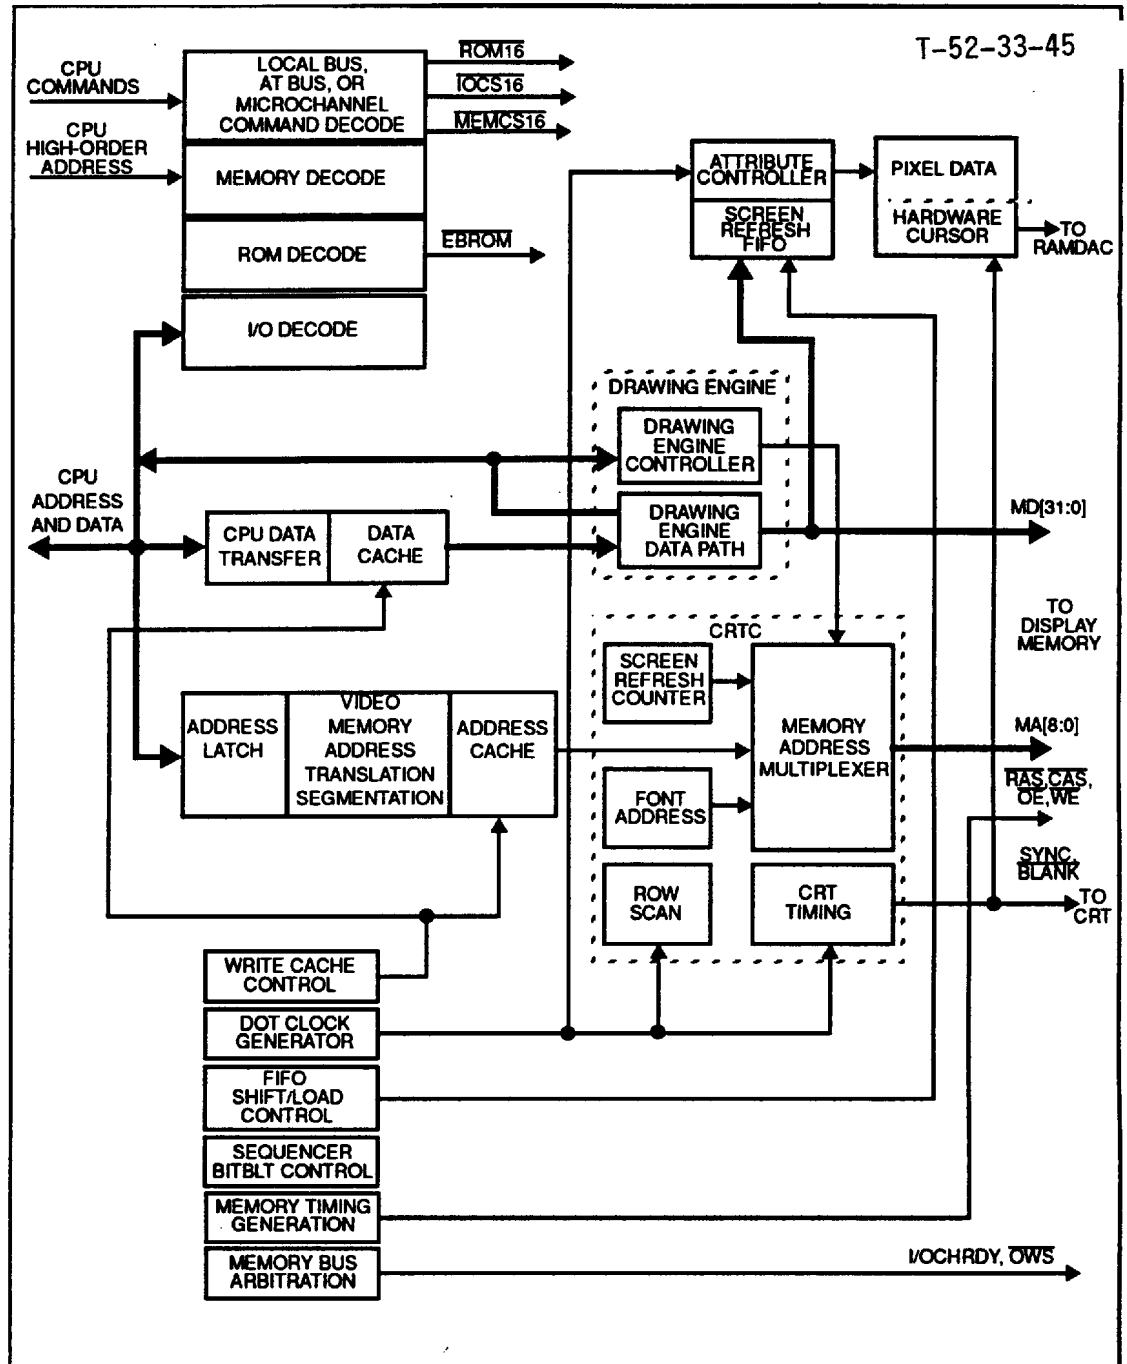 T-52-33-45
CPU
COMMANDS
CPU
HIGH-ORDER
ADDRESS
LOCAL BUS,
AT BUS, OR
MICROCHANNEL
COMMAND DECODE
MEMORY DECODE
ROM DECODE
I/O DECODE
ROM16
IOCS16
MEMCS16
EBROM
ATTRIBUTE
CONTROLLER
SCREEN
REFRESH
FIFO
PIXEL DATA
HARDWARE
CURSOR
TO
RAMDAC
DRAWING ENGINE
DRAWING
ENGINE
CONTROLLER
DRAWING
ENGINE
DATA PATH
CPU
ADDRESS
AND DATA
CPU DATA
TRANSFER
DATA
CACHE
MD[31:0]
TO
DISPLAY
MEMORY
CRTC
SCREEN
REFRESH
COUNTER
MEMORY
ADDRESS
MULTIPLEXER
FONT
ADDRESS
ROW
SCAN
CRT
TIMING
ADDRESS
LATCH
VIDEO
MEMORY
ADDRESS
TRANSLATION
SEGMENTATION
ADDRESS
CACHE
MA[8:0]
RAS,CAS,
OE,WE
SYNC,
BLANK
TO
CRT
WRITE CACHE
CONTROL
DOT CLOCK
GENERATOR
FIFO
SHIFT/LOAD
CONTROL
SEQUENCER
BITBLT CONTROL
MEMORY TIMING
GENERATION
MEMORY BUS
ARBITRATION
I/OCHRDY, OWS